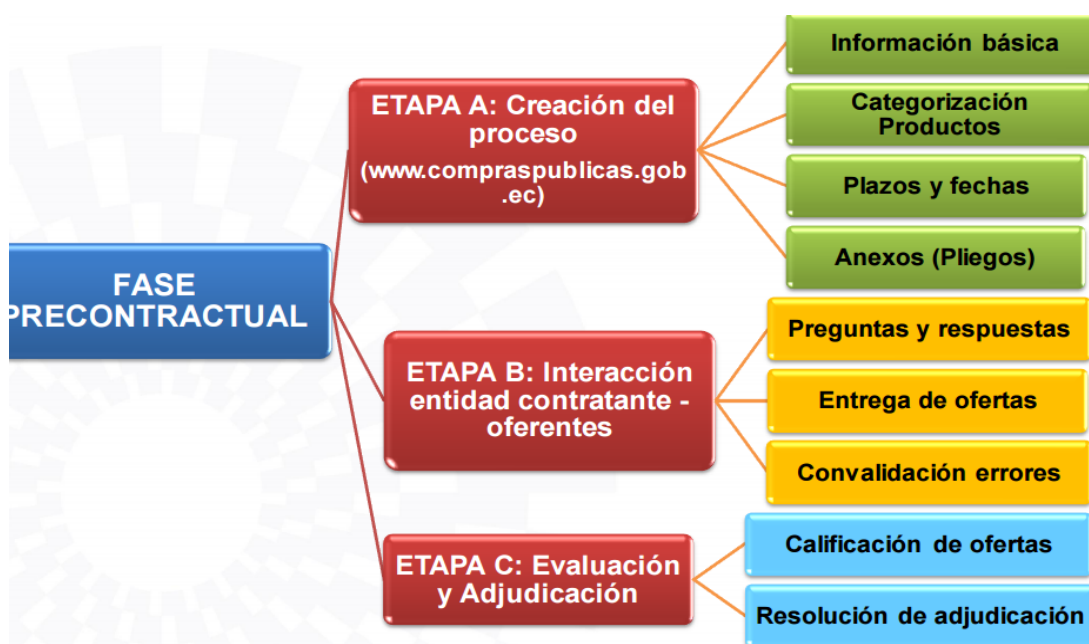 FASE
PRECONTRACTUAL
ETAPA A: Creación del
proceso
(www.compraspublicas.gob
.ec)
Información básica
Categorización
Productos
Plazos y fechas
Anexos (Pliegos)
ETAPA B: Interacción
entidad contratante -
oferentes
Preguntas y respuestas
Entrega de ofertas
Convalidación errores
ETAPA C: Evaluación
y Adjudicación
Calificación de ofertas
Resolución de adjudicación